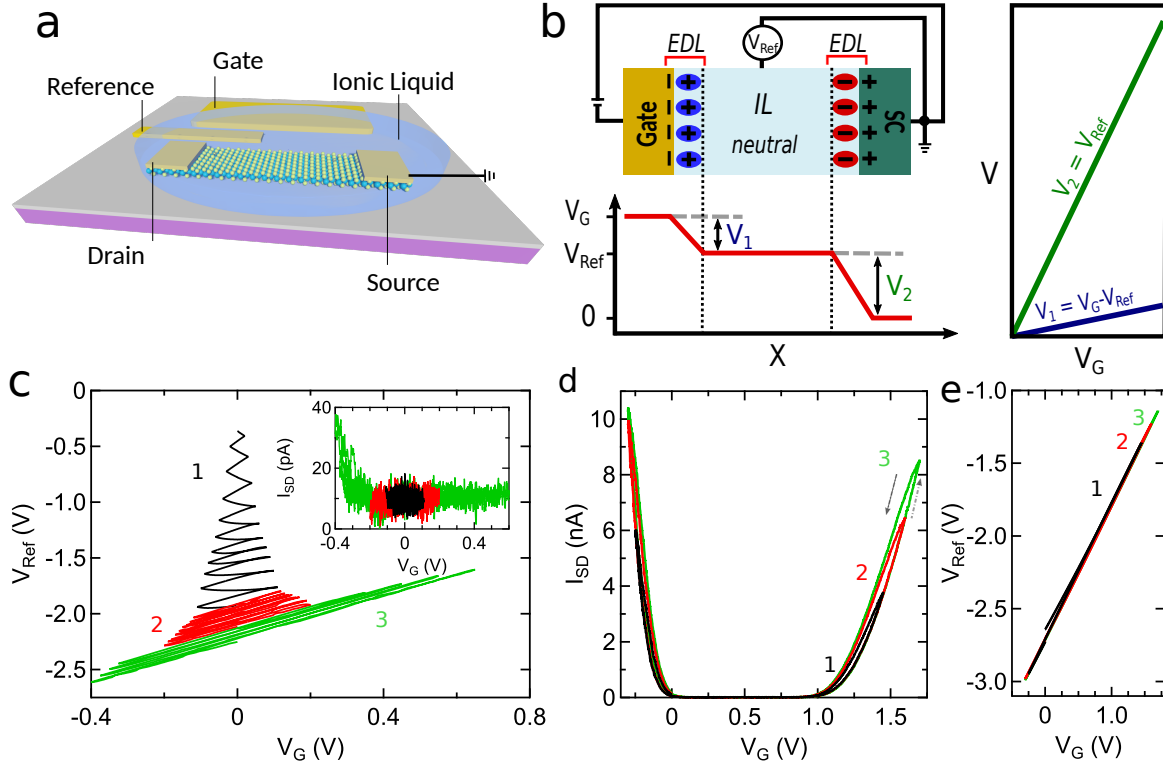 a
Gate
Reference
Ionic Liquid
Drain
Source
b
EDL
V_Ref
EDL
Gate
IL
neutral
SC
− − − −
+ + + +
− − − −
+ + + +
V_G
V_1
V_Ref
V_2
0
X
V
V_2 = V_Ref
V_1 = V_G-V_Ref
V_G
c
0
-0.5
-1.0
-1.5
-2.0
-2.5
V_Ref (V)
-0.4
0
0.4
0.8
V_G (V)
1
2
3
40
20
0
I_SD (pA)
-0.4
0
0.4
V_G (V)
d
10
8
6
4
2
0
I_SD (nA)
0
0.5
1.0
1.5
V_G (V)
1
2
3
e
-1.0
-1.5
-2.0
-2.5
-3.0
V_Ref (V)
0
1.0
V_G (V)
1
2
3